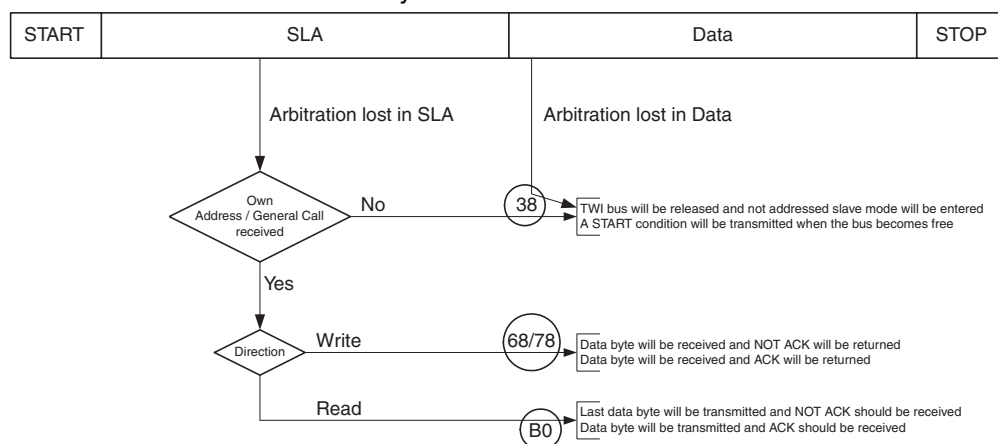 START SLA Data STOP
Arbitration lost in SLA Arbitration lost in Data
Own
Address / General Call
received
No
38
TWI bus will be released and not addressed slave mode will be entered
A START condition will be transmitted when the bus becomes free
Yes
Direction
Write
68/78
Data byte will be received and NOT ACK will be returned
Data byte will be received and ACK will be returned
Read
B0
Last data byte will be transmitted and NOT ACK should be received
Data byte will be transmitted and ACK should be received